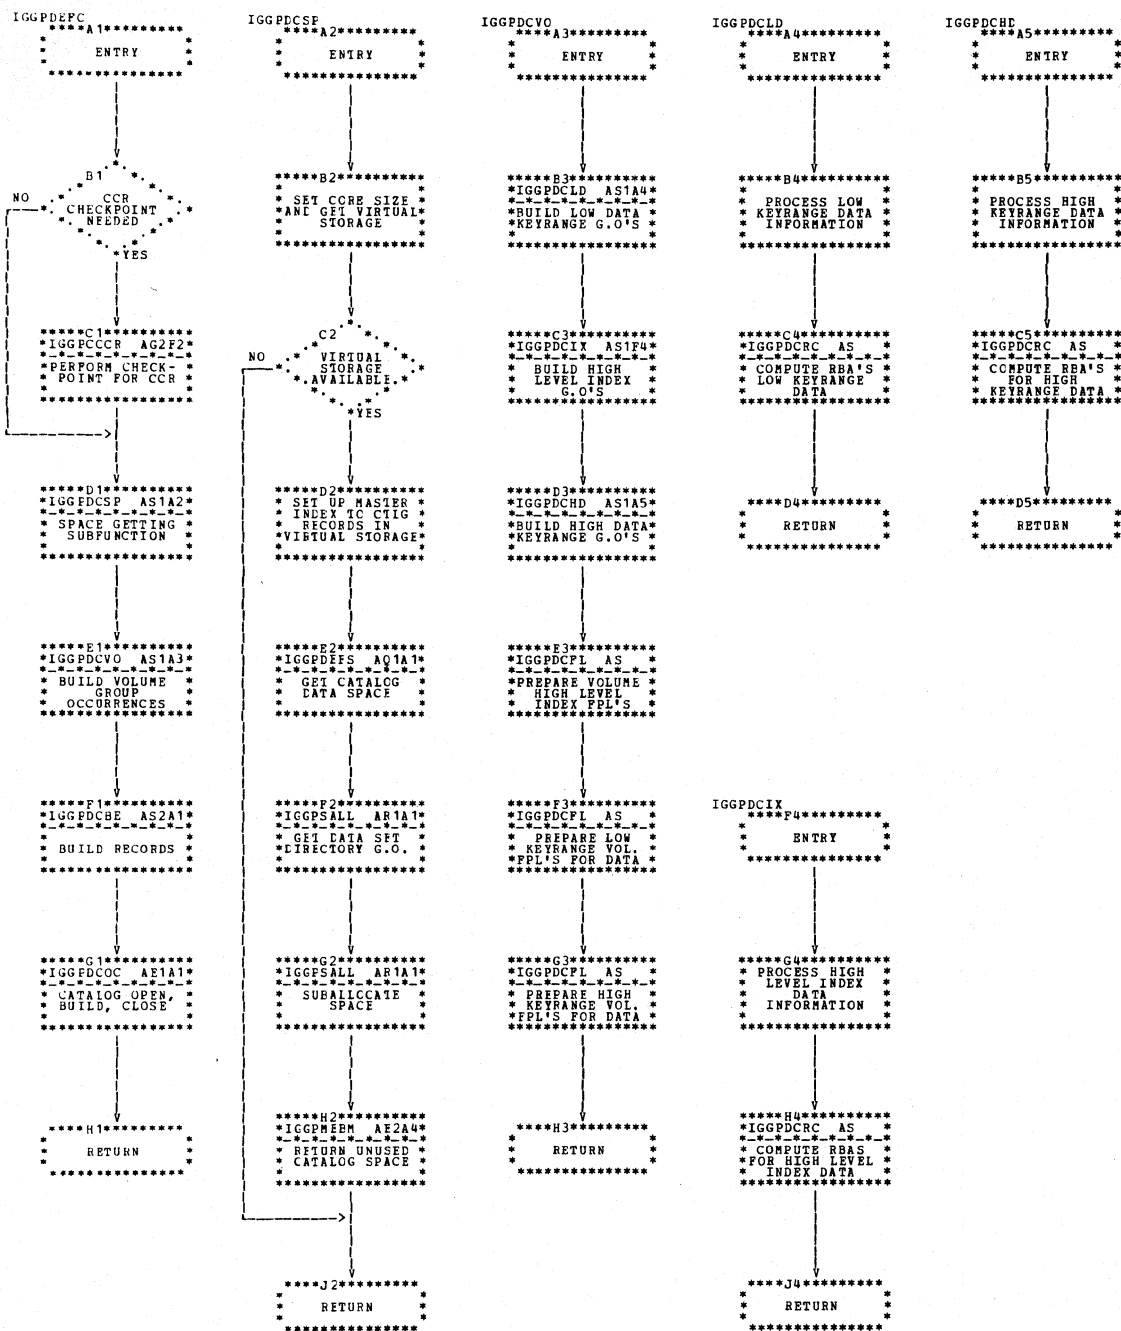 IGGPDEFC
A1
ENTRY
B1
CCR
CHECKPOINT
NEEDED
NO
YES
C1
IGGPCCCR AG2F2
PERFORM CHECK-
POINT FOR CCR
D1
IGGPDCSP AS1A2
SPACE GETTING
SUBFUNCTION
E1
IGGPDCVO AS1A3
BUILD VOLUME
GROUP
OCCURRENCES
F1
IGGPDCBE AS2A1
BUILD RECORDS
G1
IGGPDCOC AE1A1
CATALOG OPEN,
BUILD, CLOSE
H1
RETURN
IGGPDCSP
A2
ENTRY
B2
SET CORE SIZE
AND GET VIRTUAL
STORAGE
C2
VIRTUAL
STORAGE
AVAILABLE
NO
YES
D2
SET UP MASTER
INDEX TO CTLG
RECORDS IN
VIRTUAL STORAGE
E2
IGGPDEFS AQ1A1
GET CATALOG
DATA SPACE
F2
IGGPSALL AR1A1
GET DATA SET
DIRECTORY G.O.
G2
IGGPSALL AR1A1
SUBALLOCATE
SPACE
H2
IGGPMEBM AE2A4
RETURN UNUSED
CATALOG SPACE
J2
RETURN
IGGPDCVO
A3
ENTRY
B3
IGGPDCLD AS1A4
BUILD LOW DATA
KEYRANGE G.O'S
C3
IGGPDCIX AS1F4
BUILD HIGH
LEVEL INDEX
G.O'S
D3
IGGPDCHD AS1A5
BUILD HIGH DATA
KEYRANGE G.O'S
E3
IGGPDCFL AS
PREPARE VOLUME
HIGH LEVEL
INDEX FPL'S
F3
IGGPDCFL AS
PREPARE LOW
KEYRANGE VOL.
FPL'S FOR DATA
G3
IGGPDCFL AS
PREPARE HIGH
KEYRANGE VOL.
FPL'S FOR DATA
H3
RETURN
IGGPDCLD
A4
ENTRY
B4
PROCESS LOW
KEYRANGE DATA
INFORMATION
C4
IGGPDCRC AS
COMPUTE RBA'S
LOW KEYRANGE
DATA
D4
RETURN
IGGPDCIX
F4
ENTRY
G4
PROCESS HIGH
LEVEL INDEX
DATA
INFORMATION
H4
IGGPDCRC AS
COMPUTE RBAS
FOR HIGH LEVEL
INDEX DATA
J4
RETURN
IGGPDCHD
A5
ENTRY
B5
PROCESS HIGH
KEYRANGE DATA
INFORMATION
C5
IGGPDCRC AS
COMPUTE RBA'S
FOR HIGH
KEYRANGE DATA
D5
RETURN